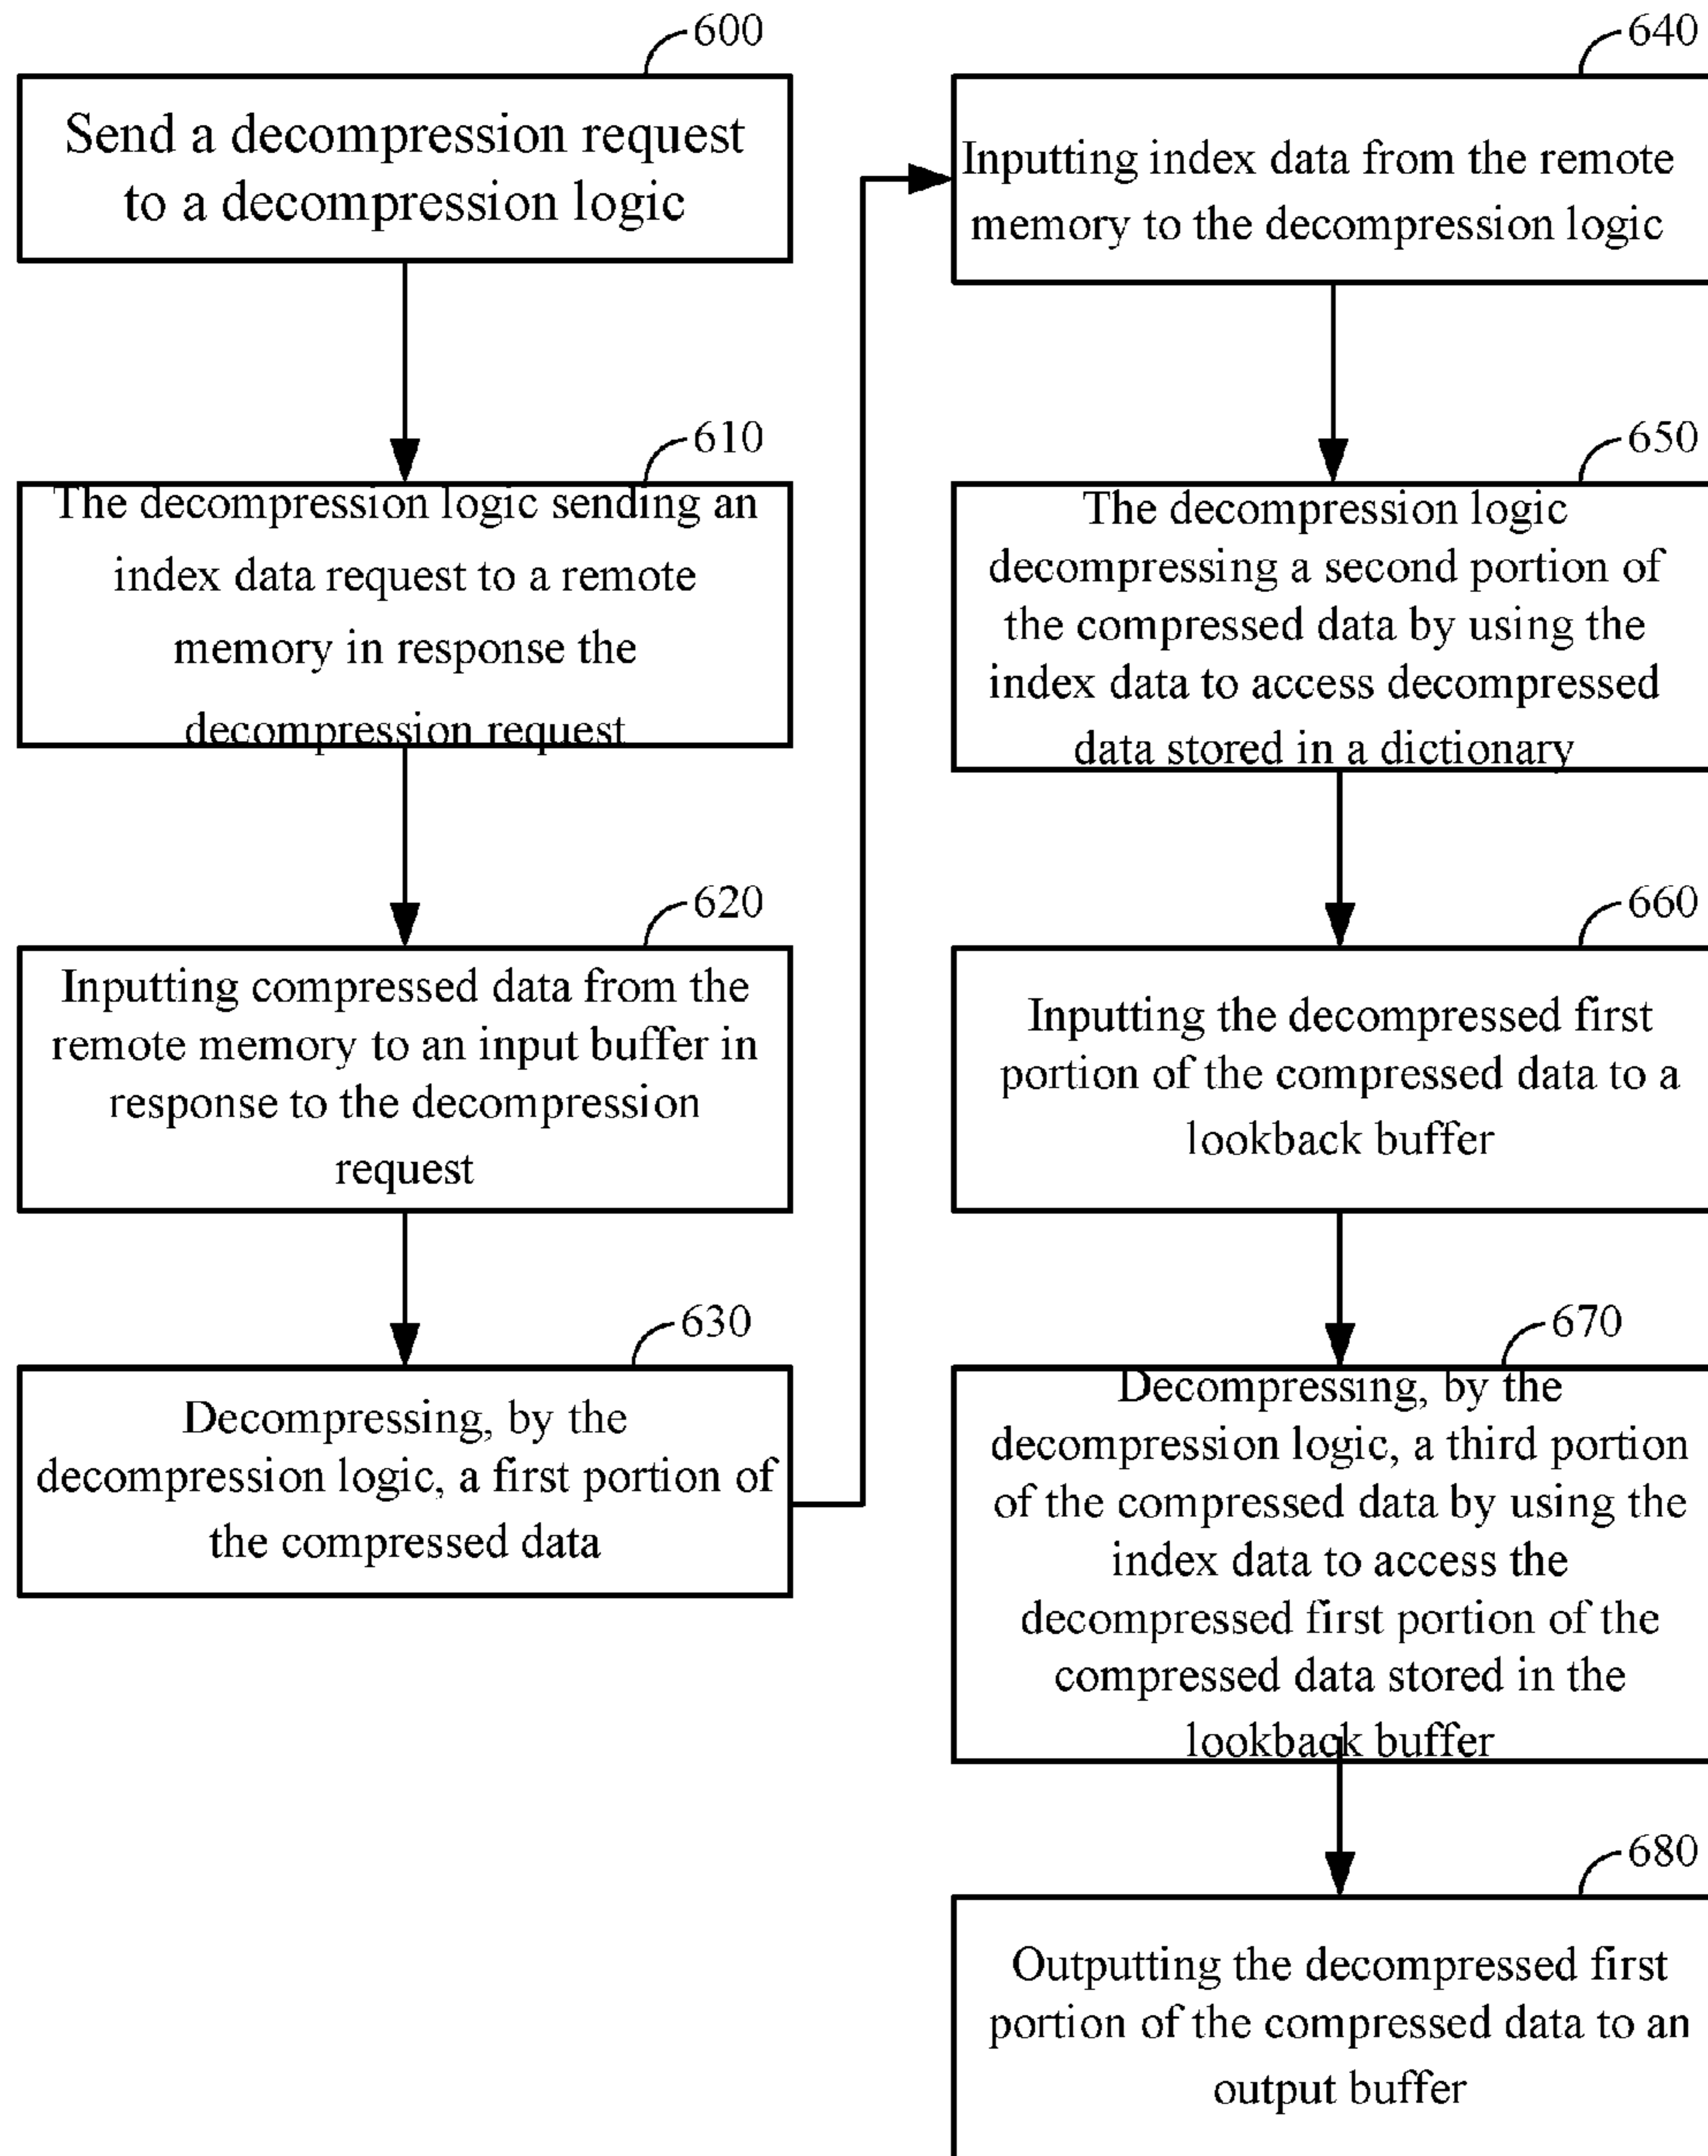 600
Send a decompression request
to a decompression logic
610
The decompression logic sending an
index data request to a remote
memory in response the
decompression request
620
Inputting compressed data from the
remote memory to an input buffer in
response to the decompression
request
630
Decompressing, by the
decompression logic, a first portion of
the compressed data
640
Inputting index data from the remote
memory to the decompression logic
650
The decompression logic
decompressing a second portion of
the compressed data by using the
index data to access decompressed
data stored in a dictionary
660
Inputting the decompressed first
portion of the compressed data to a
lookback buffer
670
Decompressing, by the
decompression logic, a third portion
of the compressed data by using the
index data to access the
decompressed first portion of the
compressed data stored in the
lookback buffer
680
Outputting the decompressed first
portion of the compressed data to an
output buffer